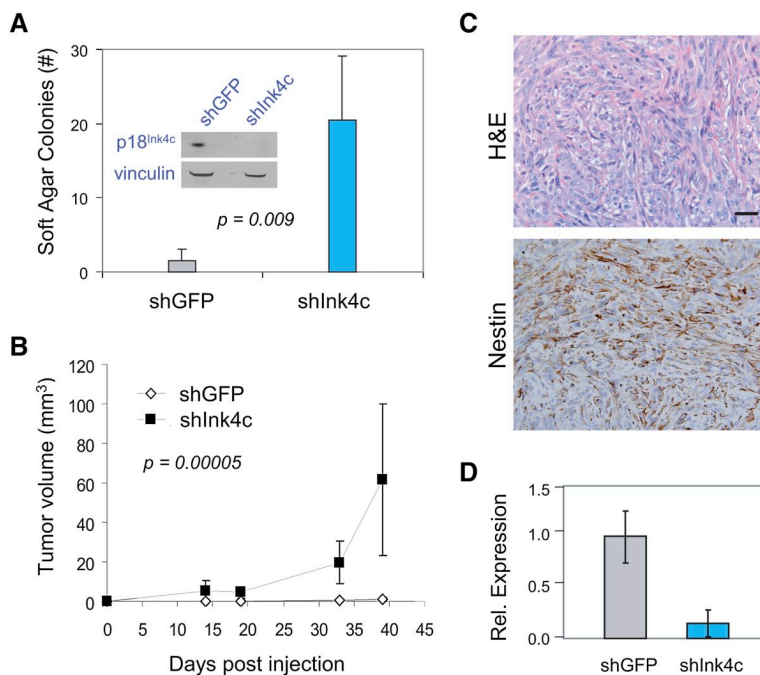 A
Soft Agar Colonies (#)
30
20
10
0
shGFP
shInk4c
p18Ink4c
vinculin
p = 0.009
shGFP
shInk4c
B
Tumor volume (mm³)
120
100
80
60
40
20
0
shGFP
shInk4c
p = 0.00005
0
5
10
15
20
25
30
35
40
45
Days post injection
C
H&E
Nestin
D
Rel. Expression
1.5
1.0
0.5
0.0
shGFP
shInk4c